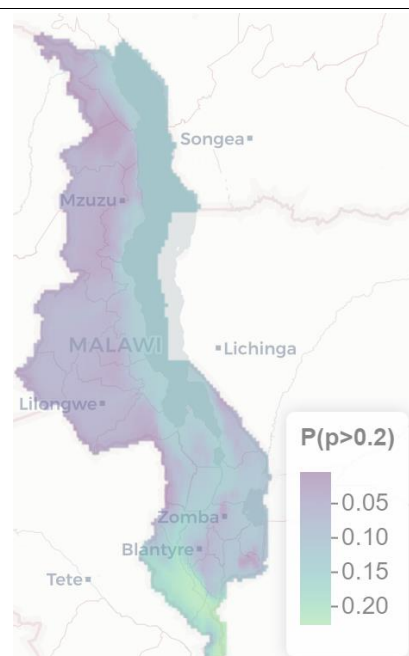 Songea
Mzuzu
MALAWI
Lichinga
Lilongwe
P(p>0.2)
0.05
0.10
0.15
0.20
Zomba
Blantyre
Tete